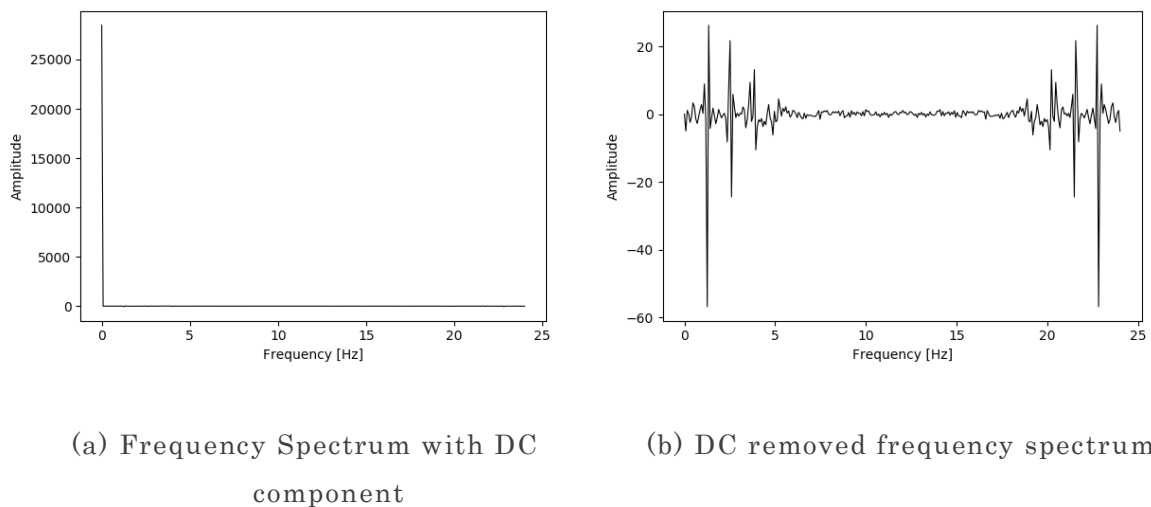 25000
20000
15000
10000
5000
0
Amplitude
0 5 10 15 20 25
Frequency [Hz]
20
0
−20
−40
−60
Amplitude
0 5 10 15 20 25
Frequency [Hz]
(a) Frequency Spectrum with DC
component
(b) DC removed frequency spectrum